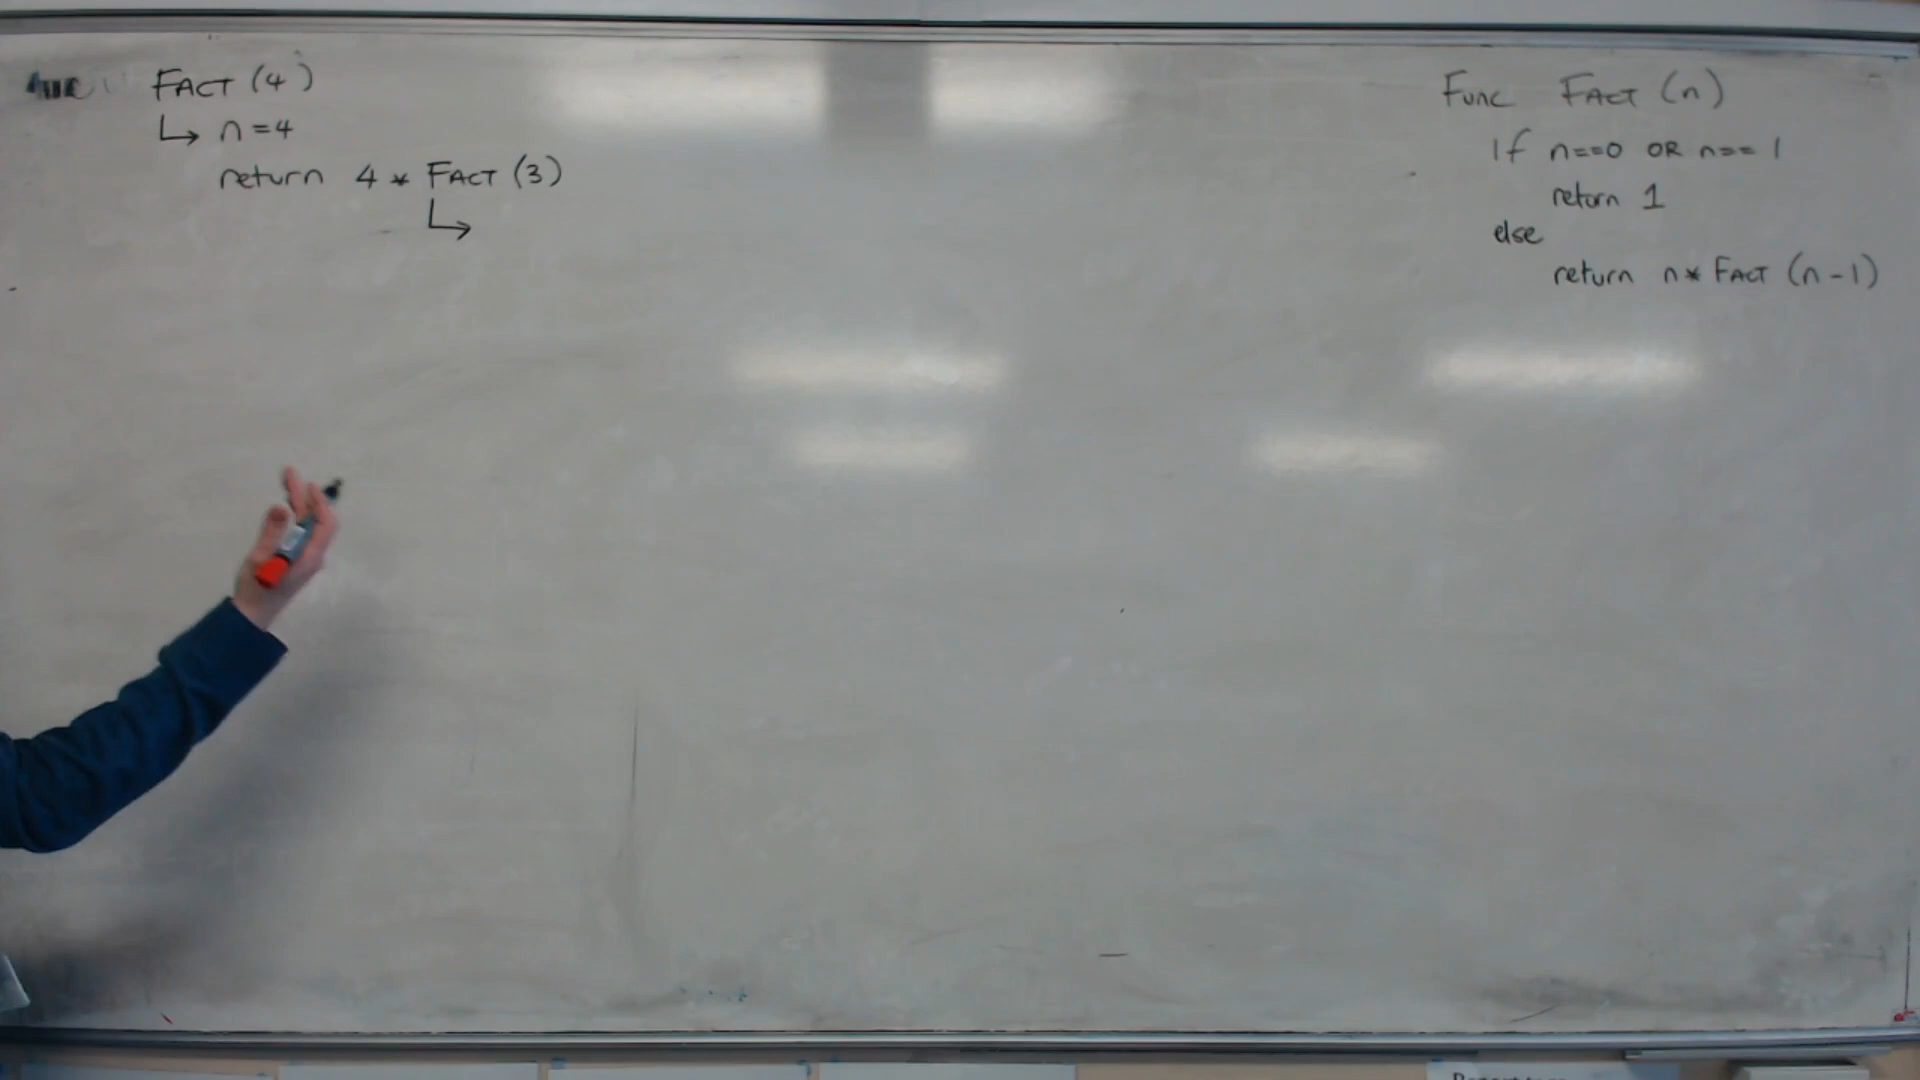 FACT (4)
↳ n = 4
return 4 * FACT (3)
↳
Func FACT (n)
If n==0 OR n== 1
return 1
else
return n * FACT (n - 1)